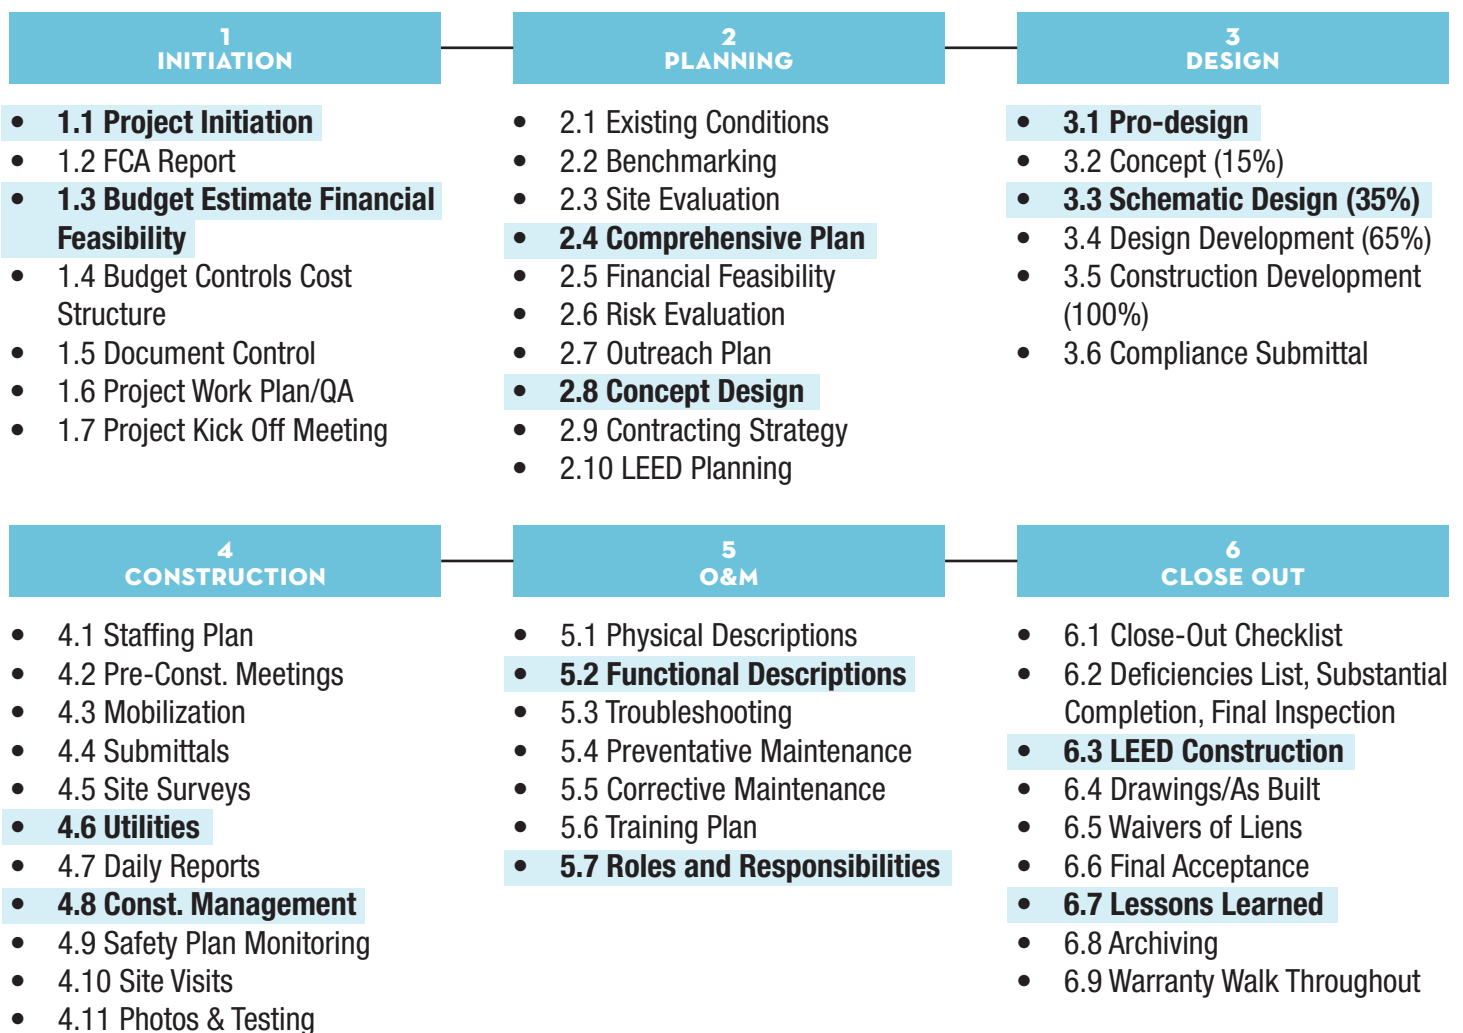 1
INITIATION
• 1.1 Project Initiation
• 1.2 FCA Report
• 1.3 Budget Estimate Financial
Feasibility
• 1.4 Budget Controls Cost
Structure
• 1.5 Document Control
• 1.6 Project Work Plan/QA
• 1.7 Project Kick Off Meeting
2
PLANNING
• 2.1 Existing Conditions
• 2.2 Benchmarking
• 2.3 Site Evaluation
• 2.4 Comprehensive Plan
• 2.5 Financial Feasibility
• 2.6 Risk Evaluation
• 2.7 Outreach Plan
• 2.8 Concept Design
• 2.9 Contracting Strategy
• 2.10 LEED Planning
3
DESIGN
• 3.1 Pro-design
• 3.2 Concept (15%)
• 3.3 Schematic Design (35%)
• 3.4 Design Development (65%)
• 3.5 Construction Development
(100%)
• 3.6 Compliance Submittal
4
CONSTRUCTION
• 4.1 Staffing Plan
• 4.2 Pre-Const. Meetings
• 4.3 Mobilization
• 4.4 Submittals
• 4.5 Site Surveys
• 4.6 Utilities
• 4.7 Daily Reports
• 4.8 Const. Management
• 4.9 Safety Plan Monitoring
• 4.10 Site Visits
• 4.11 Photos & Testing
5
O&M
• 5.1 Physical Descriptions
• 5.2 Functional Descriptions
• 5.3 Troubleshooting
• 5.4 Preventative Maintenance
• 5.5 Corrective Maintenance
• 5.6 Training Plan
• 5.7 Roles and Responsibilities
6
CLOSE OUT
• 6.1 Close-Out Checklist
• 6.2 Deficiencies List, Substantial
Completion, Final Inspection
• 6.3 LEED Construction
• 6.4 Drawings/As Built
• 6.5 Waivers of Liens
• 6.6 Final Acceptance
• 6.7 Lessons Learned
• 6.8 Archiving
• 6.9 Warranty Walk Throughout